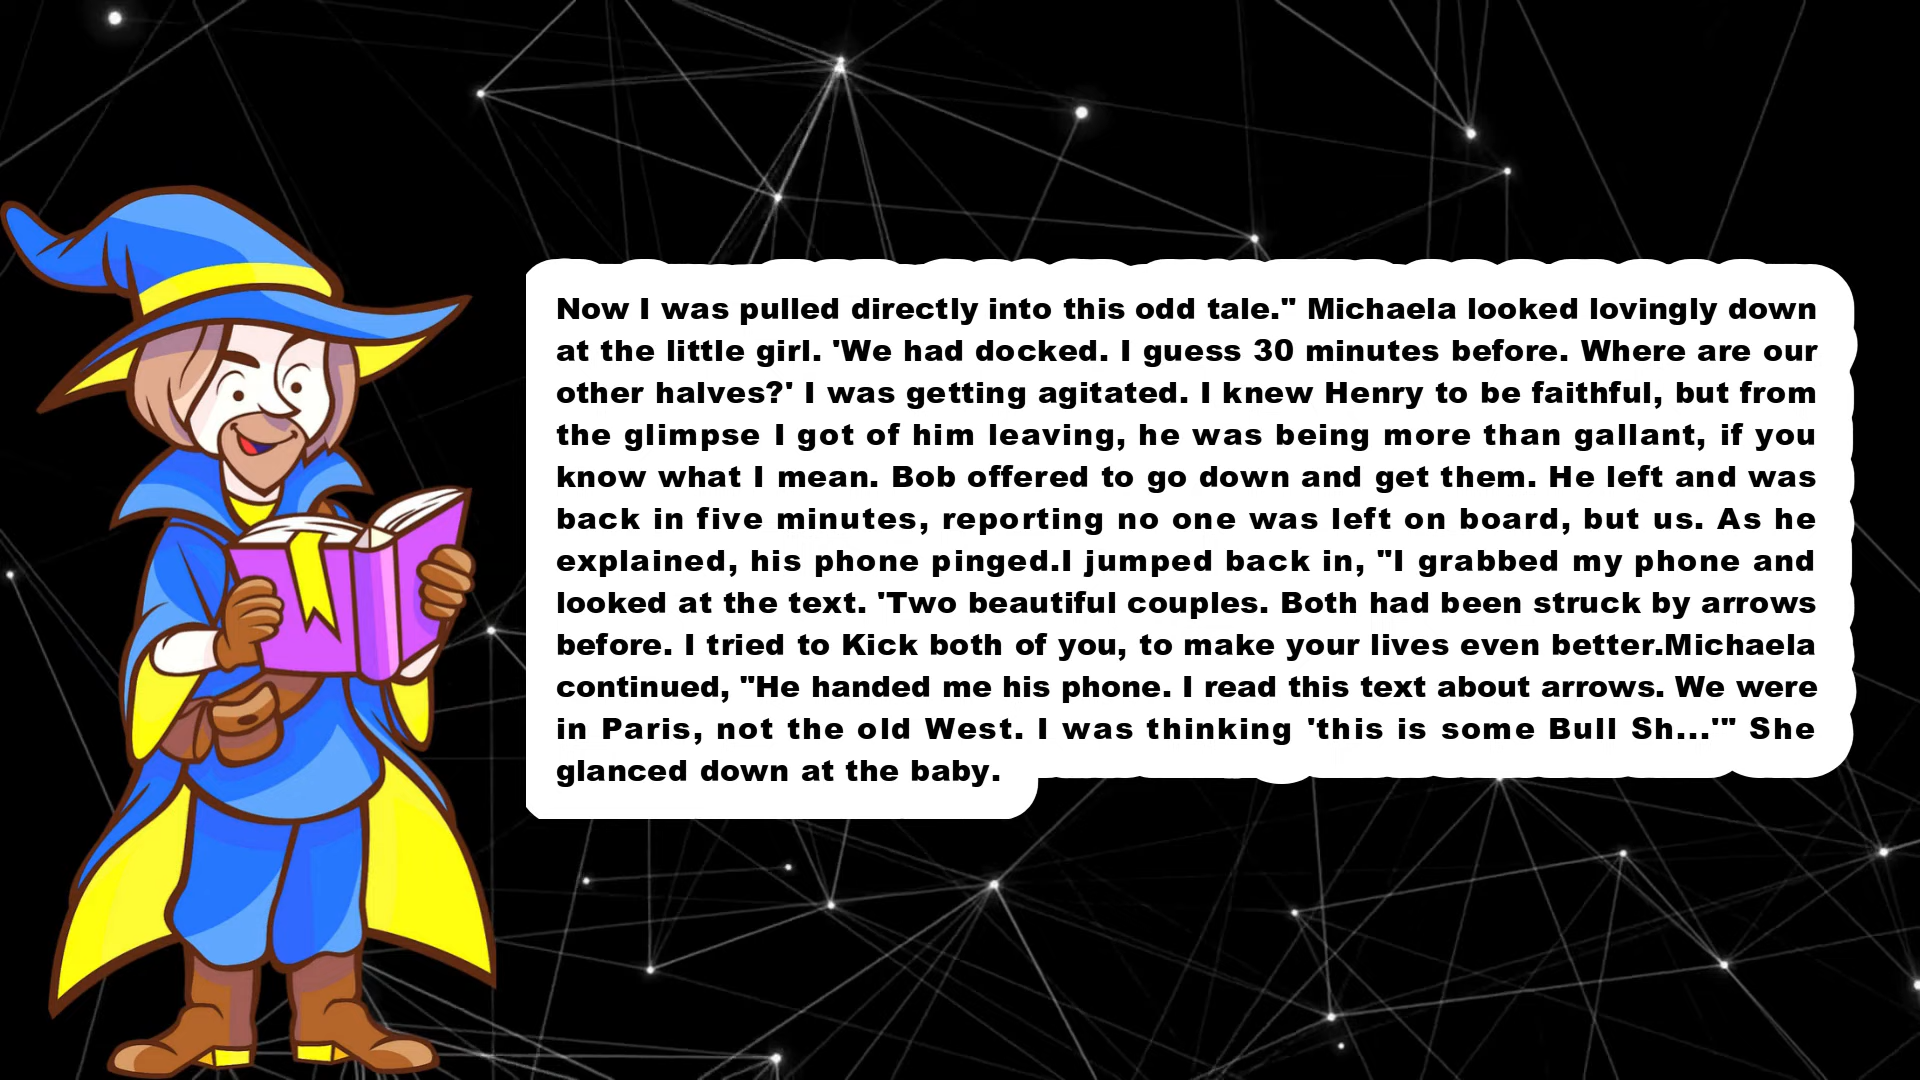 Now I was pulled directly into this odd tale." Michaela looked lovingly down
at the little girl. 'We had docked. I guess 30 minutes before. Where are our
other halves?' I was getting agitated. I knew Henry to be faithful, but from
the glimpse I got of him leaving, he was being more than gallant, if you
know what I mean. Bob offered to go down and get them. He left and was
back in five minutes, reporting no one was left on board, but us. As he
explained, his phone pinged.I jumped back in, "I grabbed my phone and
looked at the text. 'Two beautiful couples. Both had been struck by arrows
before. I tried to Kick both of you, to make your lives even better.Michaela
continued, "He handed me his phone. I read this text about arrows. We were
in Paris, not the old West. I was thinking 'this is some Bull Sh...'" She
glanced down at the baby.